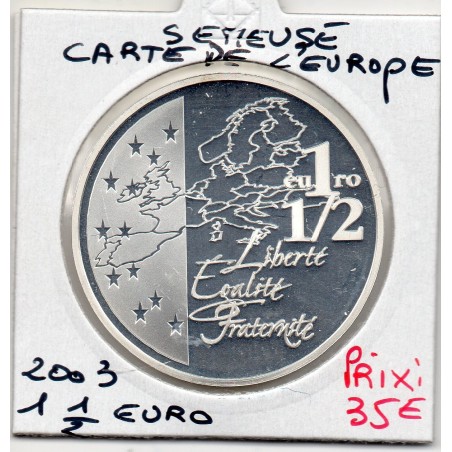 SEMEUSE
CARTE DE L'EUROPE
1
euro
1/2
Liberté
Egalité
Fraternité
2003
1 1/2 EURO
PRIX:
35€